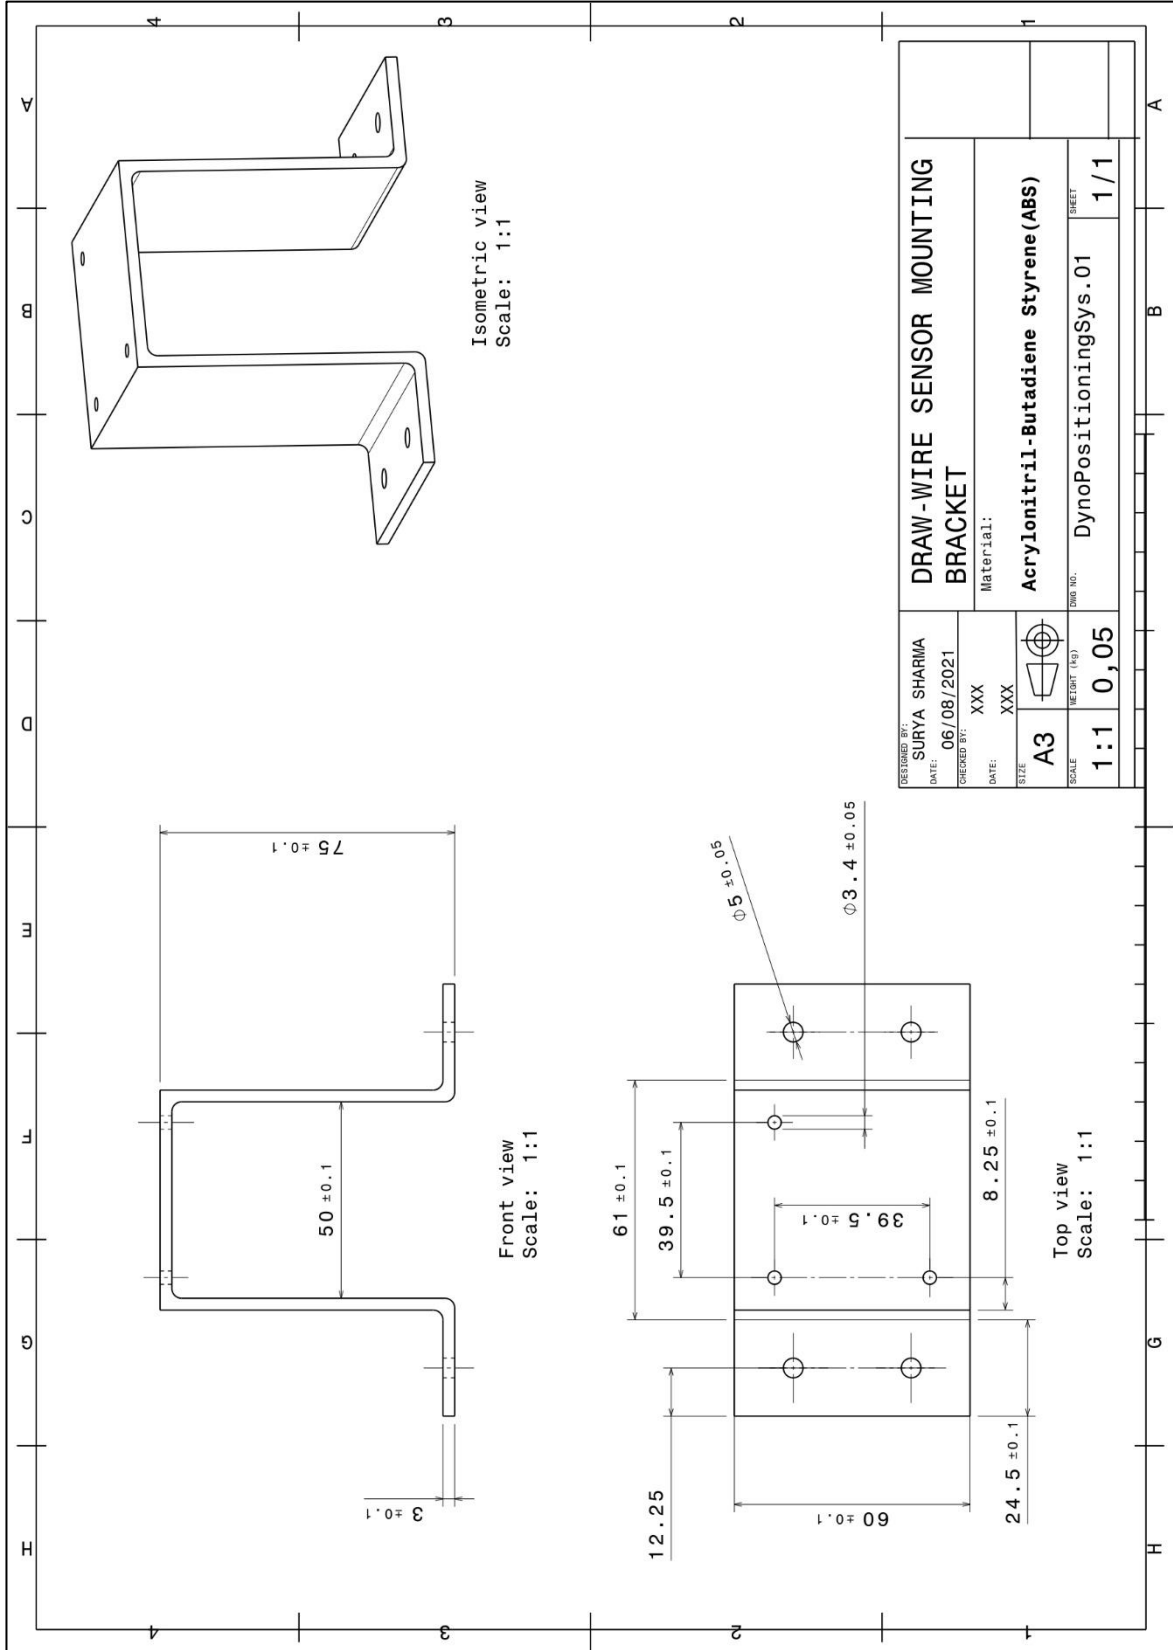 H
G
F
E
D
C
B
A
4
4
3
3
2
2
1
1
H
G
B
A
75 ±0.1
50 ±0.1
3 ±0.1
Front view
Scale: 1:1
Isometric view
Scale: 1:1
12.25
61 ±0.1
39.5 ±0.1
39.5 ±0.1
60 ±0.1
Φ5 ±0.05
Φ3.4 ±0.05
8.25 ±0.1
24.5 ±0.1
Top view
Scale: 1:1
DESIGNED BY:
SURYA SHARMA
DATE:
06/08/2021
CHECKED BY:
XXX
DATE:
XXX
SIZE
A3
SCALE
1:1
WEIGHT (kg)
0,05
DRAW-WIRE SENSOR MOUNTING
BRACKET
Material:
Acrylonitril-Butadiene Styrene(ABS)
DWG NO.
DynoPositioningSys.01
SHEET
1/1